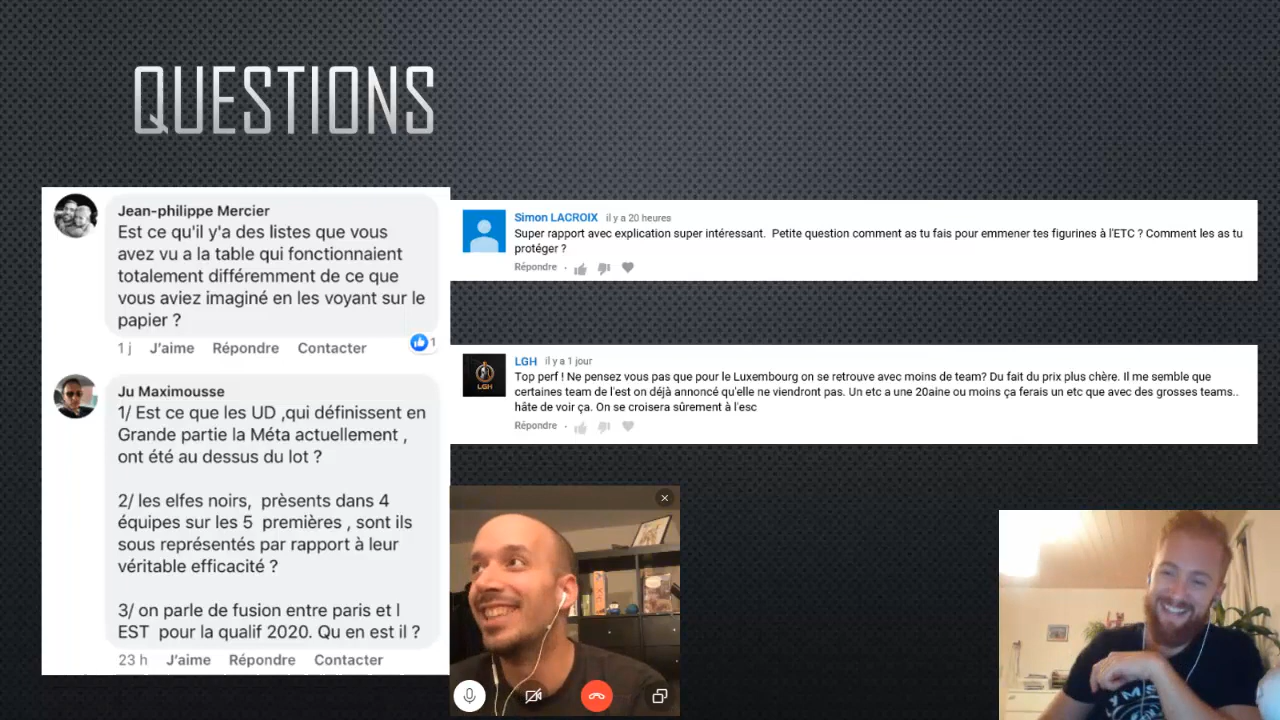 QUESTIONS
Jean-philippe Mercier
Est ce qu'il y'a des listes que vous
avez vu a la table qui fonctionnaient
totalement différemment de ce que
vous aviez imaginé en les voyant sur le
papier ?
1 j J'aime Répondre Contacter 1
Ju Maximousse
1/ Est ce que les UD ,qui définissent en
Grande partie la Méta actuellement ,
ont été au dessus du lot ?
2/ les elfes noirs, prèsents dans 4
équipes sur les 5 premières , sont ils
sous représentés par rapport à leur
véritable efficacité ?
3/ on parle de fusion entre paris et l
EST pour la qualif 2020. Qu en est il ?
23 h J'aime Répondre Contacter
Simon LACROIX il y a 20 heures
Super rapport avec explication super intéressant. Petite question comment as tu fais pour emmener tes figurines à l'ETC ? Comment les as tu
protéger ?
Répondre
LGH il y a 1 jour
LGH
Top perf ! Ne pensez vous pas que pour le Luxembourg on se retrouve avec moins de team? Du fait du prix plus chère. Il me semble que
certaines team de l'est on déjà annoncé qu'elle ne viendront pas. Un etc a une 20aine ou moins ça ferais un etc que avec des grosses teams..
hâte de voir ça. On se croisera sûrement à l'esc
Répondre